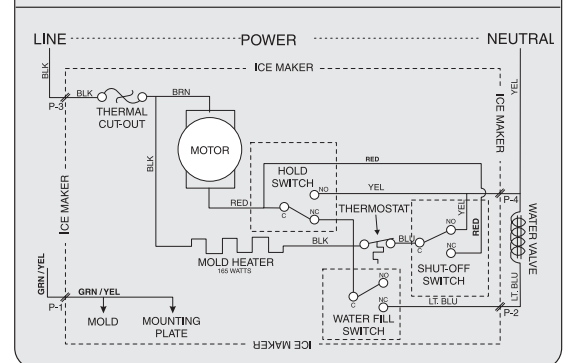 LINE POWER NEUTRAL
BLK
ICE MAKER
YEL
P-3
BLK
THERMAL
CUT-OUT
BRN
ICE MAKER
MOTOR
BLK
RED
HOLD
SWITCH
NO
YEL
P-4
RED
C
NC
THERMOSTAT
YEL
RED
WATER VALVE
ICE MAKER
BLK
BLU
NO
C
NC
MOLD HEATER
165 WATTS
SHUT-OFF
SWITCH
GRN / YEL
GRN / YEL
P-1
MOLD
MOUNTING
PLATE
NO
C
NC
WATER FILL
SWITCH
LT. BLU
LT. BLU
P-2
ICE MAKER